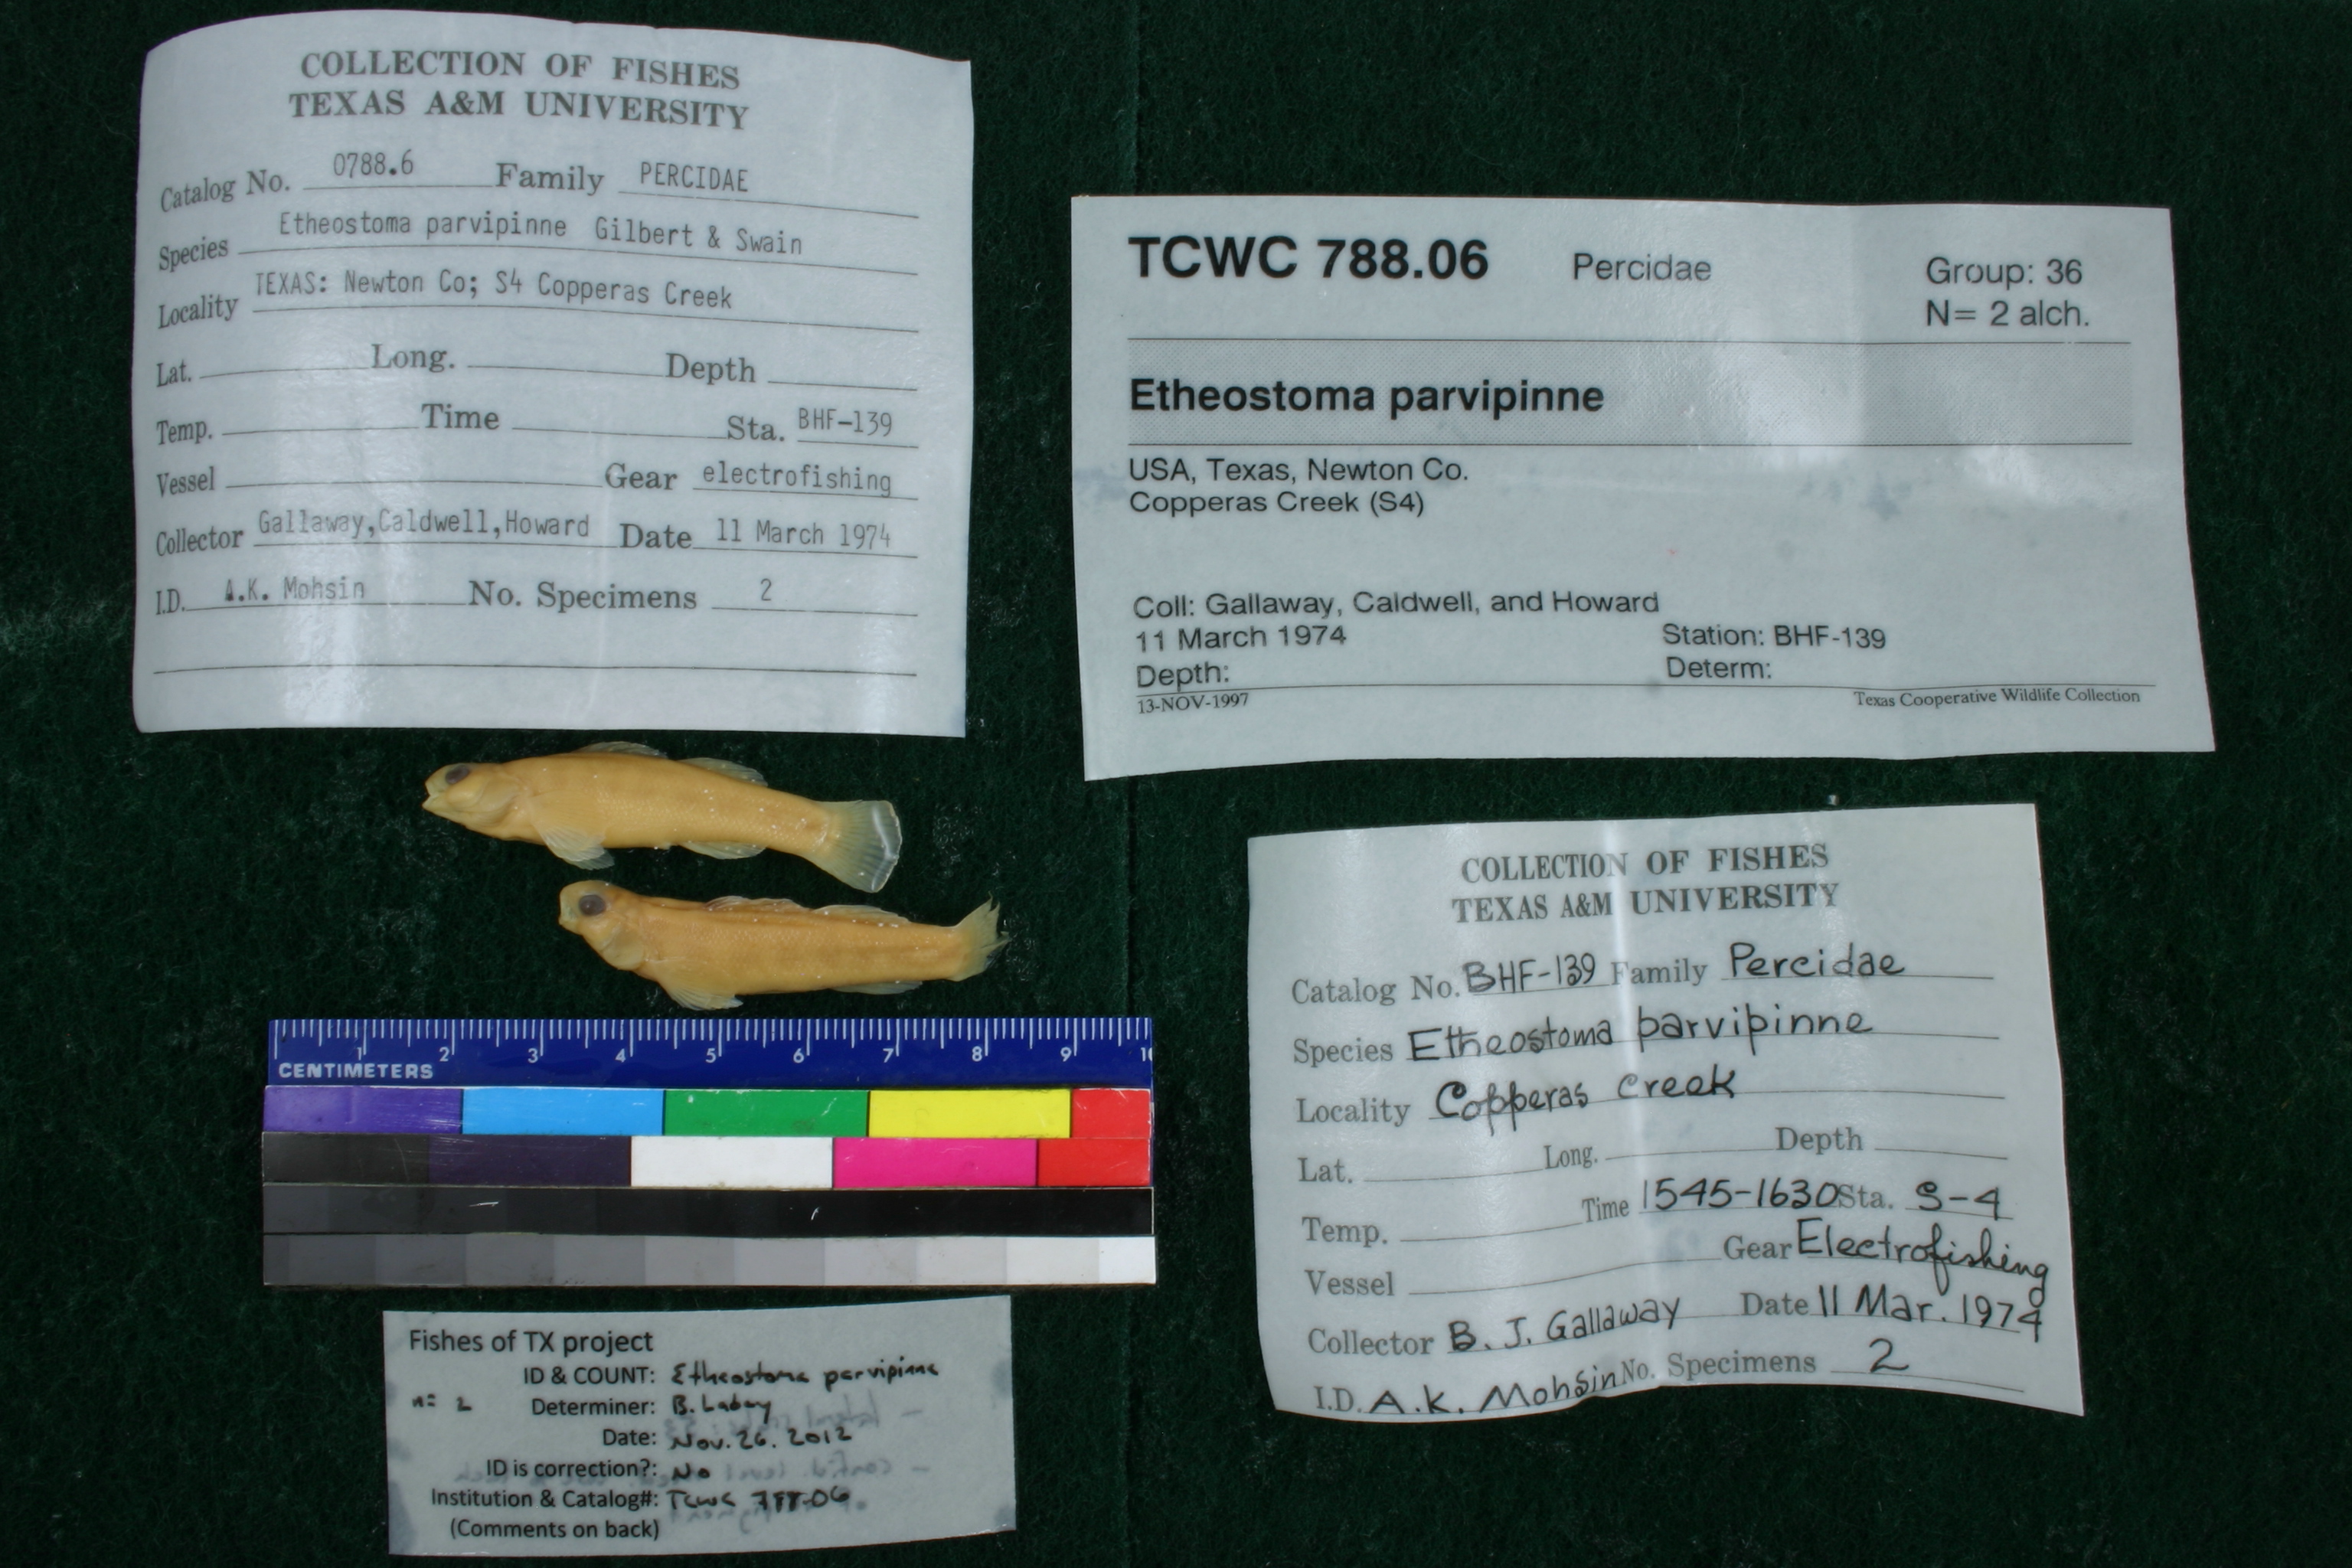 COLLECTION OF FISHES
TEXAS A&M UNIVERSITY
Catalog No. 0788.6 Family PERCIDAE
Species Etheostoma parvipinne Gilbert & Swain
Locality TEXAS: Newton Co; S4 Copperas Creek
Lat. Long. Depth
Temp. Time Sta. BHF-139
Vessel Gear electrofishing
Collector Gallaway,Caldwell,Howard Date 11 March 1974
I.D. A.K. Mohsin No. Specimens 2
TCWC 788.06 Percidae Group: 36
N= 2 alch.
Etheostoma parvipinne
USA, Texas, Newton Co.
Copperas Creek (S4)
Coll: Gallaway, Caldwell, and Howard
11 March 1974 Station: BHF-139
Depth: Determ:
13-NOV-1997 Texas Cooperative Wildlife Collection
COLLECTION OF FISHES
TEXAS A&M UNIVERSITY
Catalog No. BHF-139 Family Percidae
Species Etheostoma parvipinne
Locality Copperas Creek
Lat. Long. Depth
Temp. Time 1545-1630 Sta. S-4
Vessel Gear Electrofishing
Collector B. J. Gallaway Date 11 Mar. 1974
I.D. A.K. Mohsin No. Specimens 2
1 2 3 4 5 6 7 8 9 10
CENTIMETERS
Fishes of TX project
ID & COUNT: Etheostoma parvipinne
n= 2 Determiner: B. Labay
Date: Nov. 26. 2012
ID is correction?: No
Institution & Catalog#: TCWC 788.06
(Comments on back)